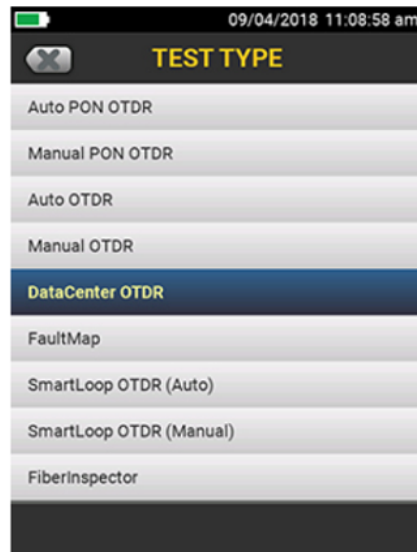 09/04/2018 11:08:58 am
TEST TYPE
Auto PON OTDR
Manual PON OTDR
Auto OTDR
Manual OTDR
DataCenter OTDR
FaultMap
SmartLoop OTDR (Auto)
SmartLoop OTDR (Manual)
FiberInspector